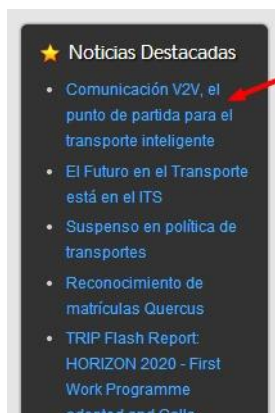 Noticias Destacadas
Comunicación V2V, el
punto de partida para el
transporte inteligente
El Futuro en el Transporte
está en el ITS
Suspenso en política de
transportes
Reconocimiento de
matrículas Quercus
TRIP Flash Report:
HORIZON 2020 - First
Work Programme